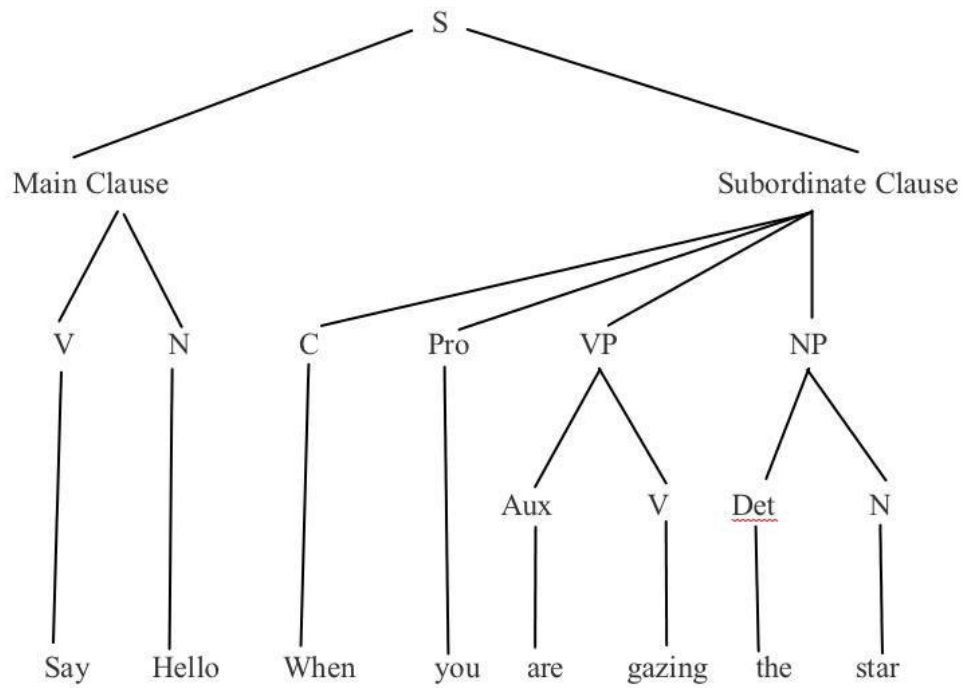 S
Main Clause Subordinate Clause
V N C Pro VP NP
Aux V Det N
Say Hello When you are gazing the star